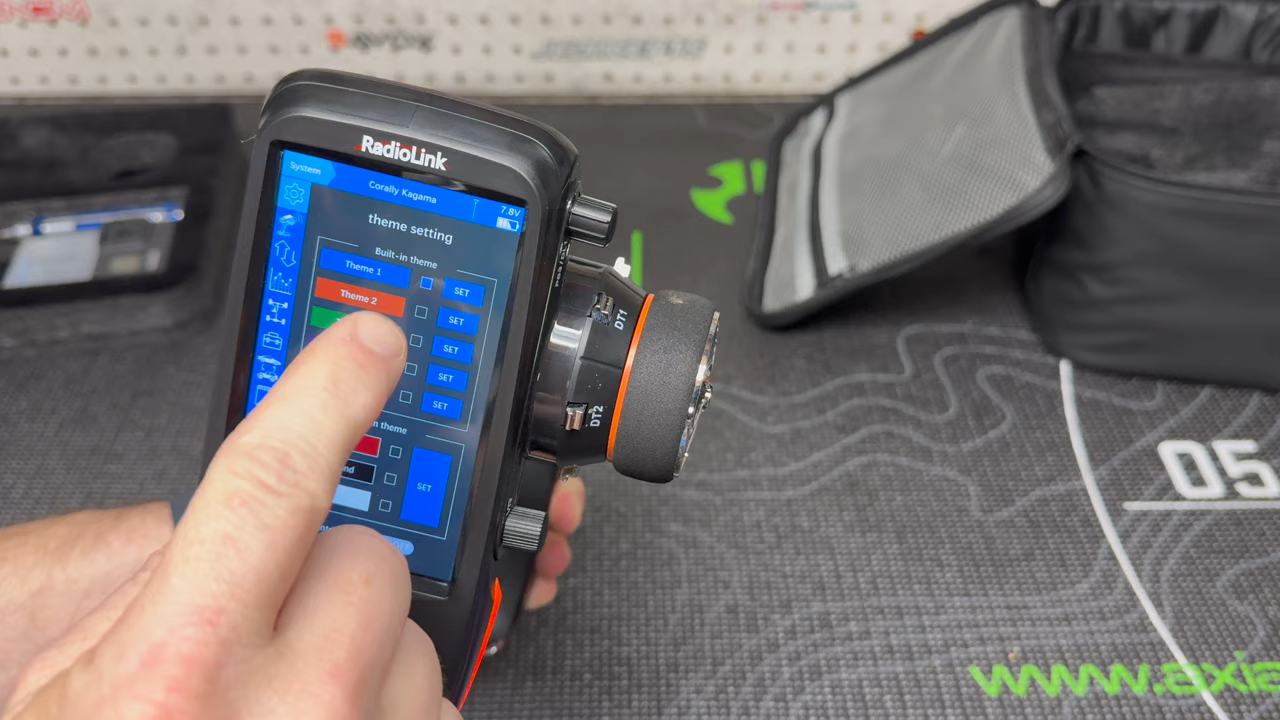 RadioLink
System
Corally Kagama
7.8V
theme setting
Built-in theme
Theme 1
SET
Theme 2
SET
SET
SET
SET
theme
SET
DT1
DT2
05
www.axia